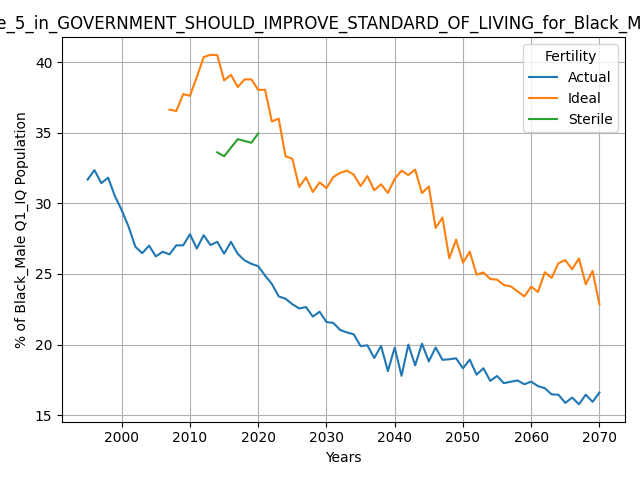 e_5_in_GOVERNMENT_SHOULD_IMPROVE_STANDARD_OF_LIVING_for_Black_M
% of Black_Male Q1_IQ Population
40
35
30
25
20
15
Fertility
Actual
Ideal
Sterile
2000 2010 2020 2030 2040 2050 2060 2070
Years